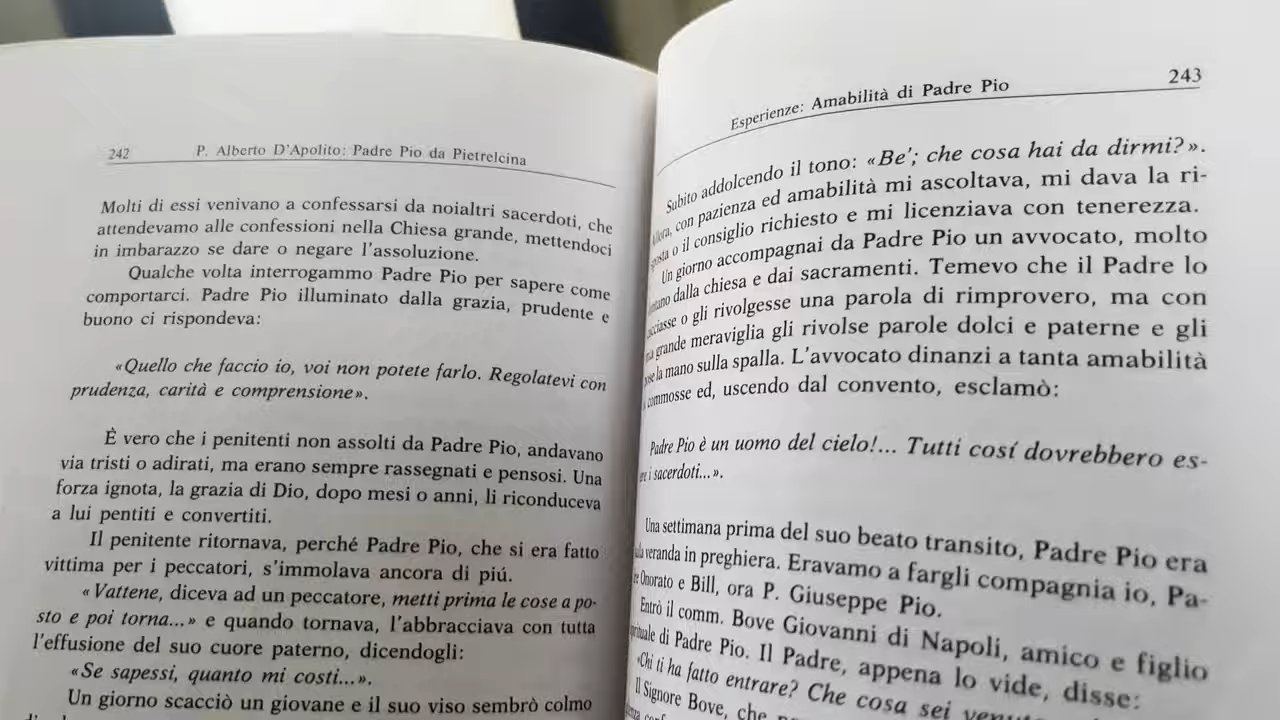 242
P. Alberto D'Apolito: Padre Pio da Pietrelcina
Molti di essi venivano a confessarsi da noialtri sacerdoti, che
attendevamo alle confessioni nella Chiesa grande, mettendoci
in imbarazzo se dare o negare l'assoluzione.
Qualche volta interrogammo Padre Pio per sapere come
comportarci. Padre Pio illuminato dalla grazia, prudente e
buono ci rispondeva:
«Quello che faccio io, voi non potete farlo. Regolatevi con
prudenza, carità e comprensione».
È vero che i penitenti non assolti da Padre Pio, andavano
via tristi o adirati, ma erano sempre rassegnati e pensosi. Una
forza ignota, la grazia di Dio, dopo mesi o anni, li riconduceva
a lui pentiti e convertiti.
Il penitente ritornava, perché Padre Pio, che si era fatto
vittima per i peccatori, s'immolava ancora di piú.
«Vattene, diceva ad un peccatore, metti prima le cose a po-
sto e poi torna...» e quando tornava, l'abbracciava con tutta
l'effusione del suo cuore paterno, dicendogli:
«Se sapessi, quanto mi costi...».
Un giorno scacciò un giovane e il suo viso sembrò colmo
Esperienze: Amabilità di Padre Pio
243
Subito addolcendo il tono: «Be'; che cosa hai da dirmi?».
con pazienza ed amabilità mi ascoltava, mi dava la ri-
o il consiglio richiesto e mi licenziava con tenerezza.
Un giorno accompagnai da Padre Pio un avvocato, molto
dalla chiesa e dai sacramenti. Temevo che il Padre lo
o gli rivolgesse una parola di rimprovero, ma con
grande meraviglia gli rivolse parole dolci e paterne e gli
la mano sulla spalla. L'avvocato dinanzi a tanta amabilità
commosse ed, uscendo dal convento, esclamò:
Padre Pio è un uomo del cielo!... Tutti cosí dovrebbero es-
i sacerdoti...».
Una settimana prima del suo beato transito, Padre Pio era
veranda in preghiera. Eravamo a fargli compagnia io, Pa-
Onorato e Bill, ora P. Giuseppe Pio.
Entrò il comm. Bove Giovanni di Napoli, amico e figlio
di Padre Pio. Il Padre, appena lo vide, disse:
«Chi ti ha fatto entrare? Che cosa sei
Il Signore Bove, che